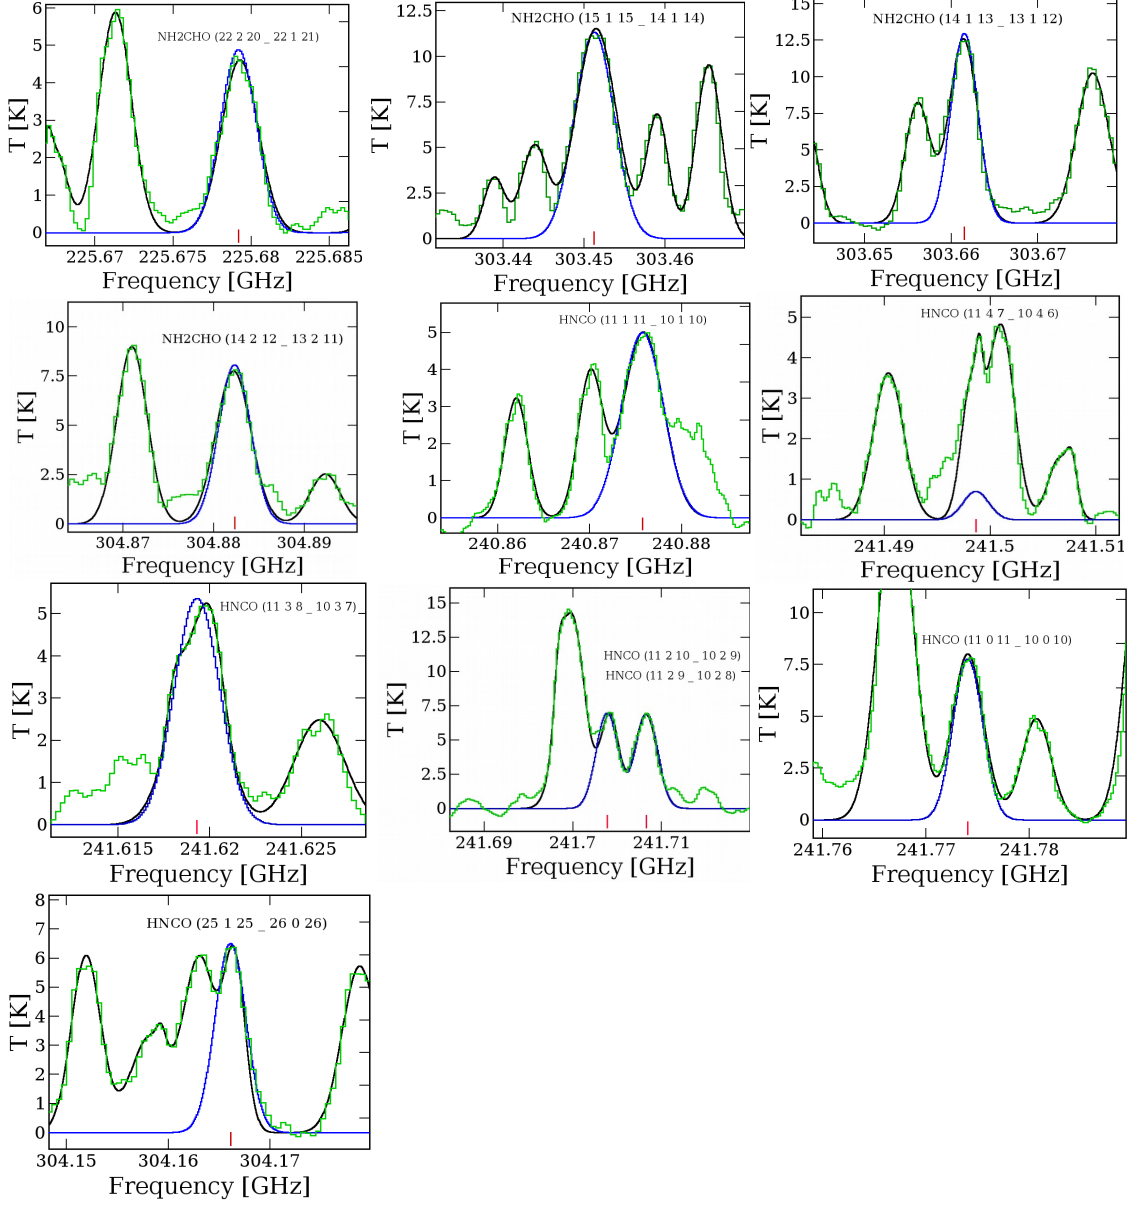 NH2CHO (22 2 20 _ 22 1 21)
T [K]
6
5
4
3
2
1
0
225.67 225.675 225.68 225.685
Frequency [GHz]
NH2CHO (15 1 15 _ 14 1 14)
T [K]
12.5
10
7.5
5
2.5
0
303.44 303.45 303.46
Frequency [GHz]
NH2CHO (14 1 13 _ 13 1 12)
T [K]
15
12.5
10
7.5
5
2.5
0
303.65 303.66 303.67
Frequency [GHz]
NH2CHO (14 2 12 _ 13 2 11)
T [K]
10
7.5
5
2.5
0
304.87 304.88 304.89
Frequency [GHz]
HNCO (11 1 11 _ 10 1 10)
T [K]
5
4
3
2
1
0
240.86 240.87 240.88
Frequency [GHz]
HNCO (11 4 7 _ 10 4 6)
T [K]
5
4
3
2
1
0
241.49 241.5 241.51
Frequency [GHz]
HNCO (11 3 8 _ 10 3 7)
T [K]
5
4
3
2
1
0
241.615 241.62 241.625
Frequency [GHz]
HNCO (11 2 10 _ 10 2 9)
HNCO (11 2 9 _ 10 2 8)
T [K]
15
12.5
10
7.5
5
2.5
0
241.69 241.7 241.71
Frequency [GHz]
HNCO (11 0 11 _ 10 0 10)
T [K]
10
7.5
5
2.5
0
241.76 241.77 241.78
Frequency [GHz]
HNCO (25 1 25 _ 26 0 26)
T [K]
8
7
6
5
4
3
2
1
0
304.15 304.16 304.17
Frequency [GHz]